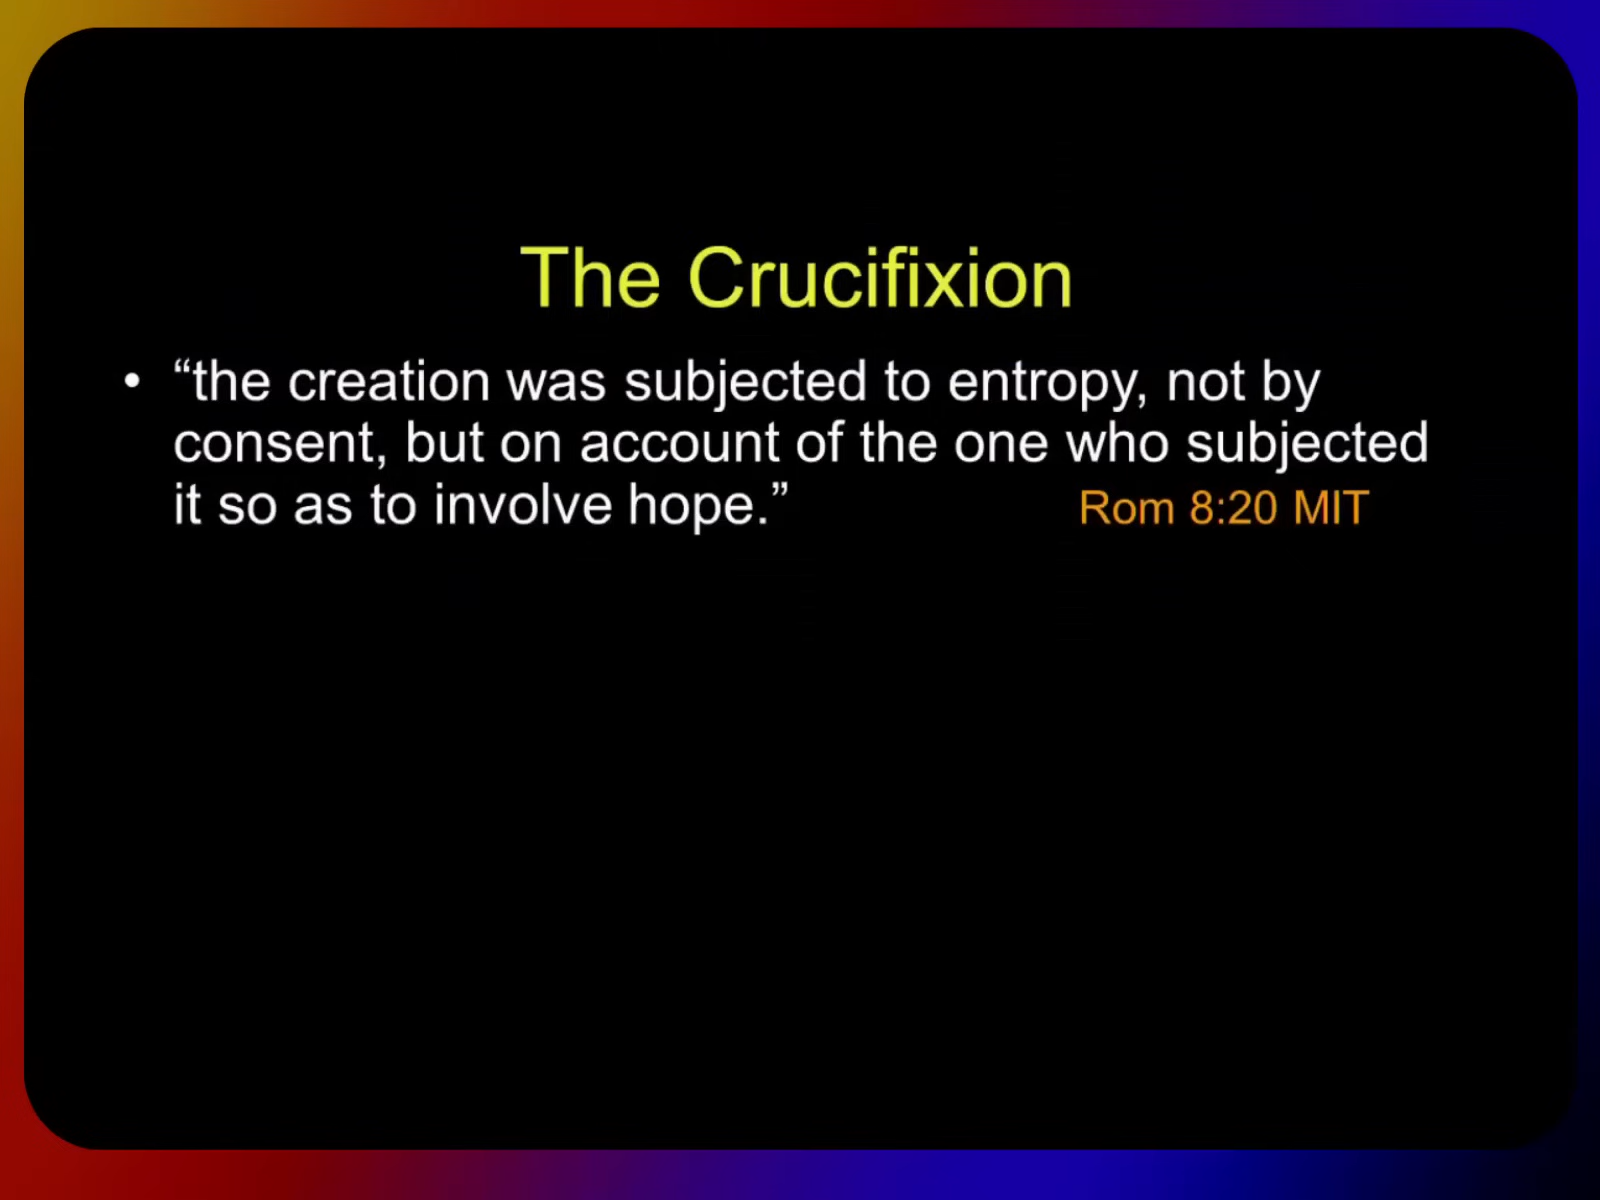 The Crucifixion
• “the creation was subjected to entropy, not by
consent, but on account of the one who subjected
it so as to involve hope.” Rom 8:20 MIT